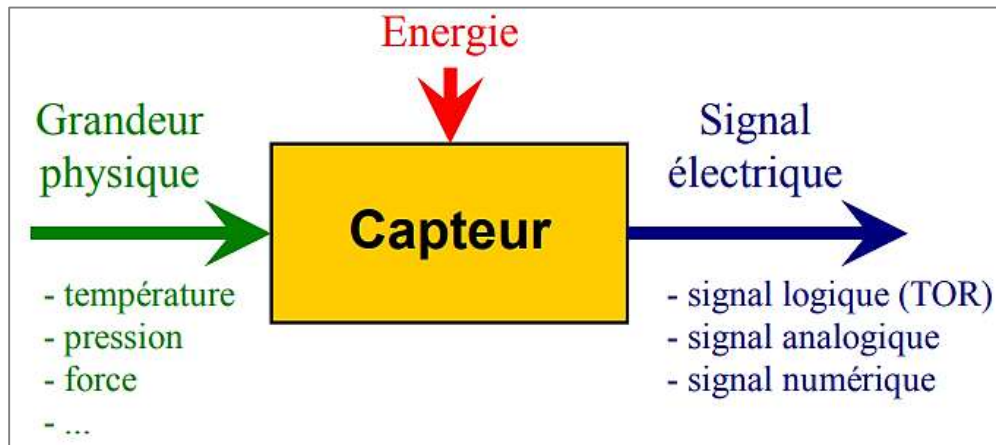 Energie
Grandeur
physique
Signal
électrique
Capteur
- température
- pression
- force
- ...
- signal logique (TOR)
- signal analogique
- signal numérique